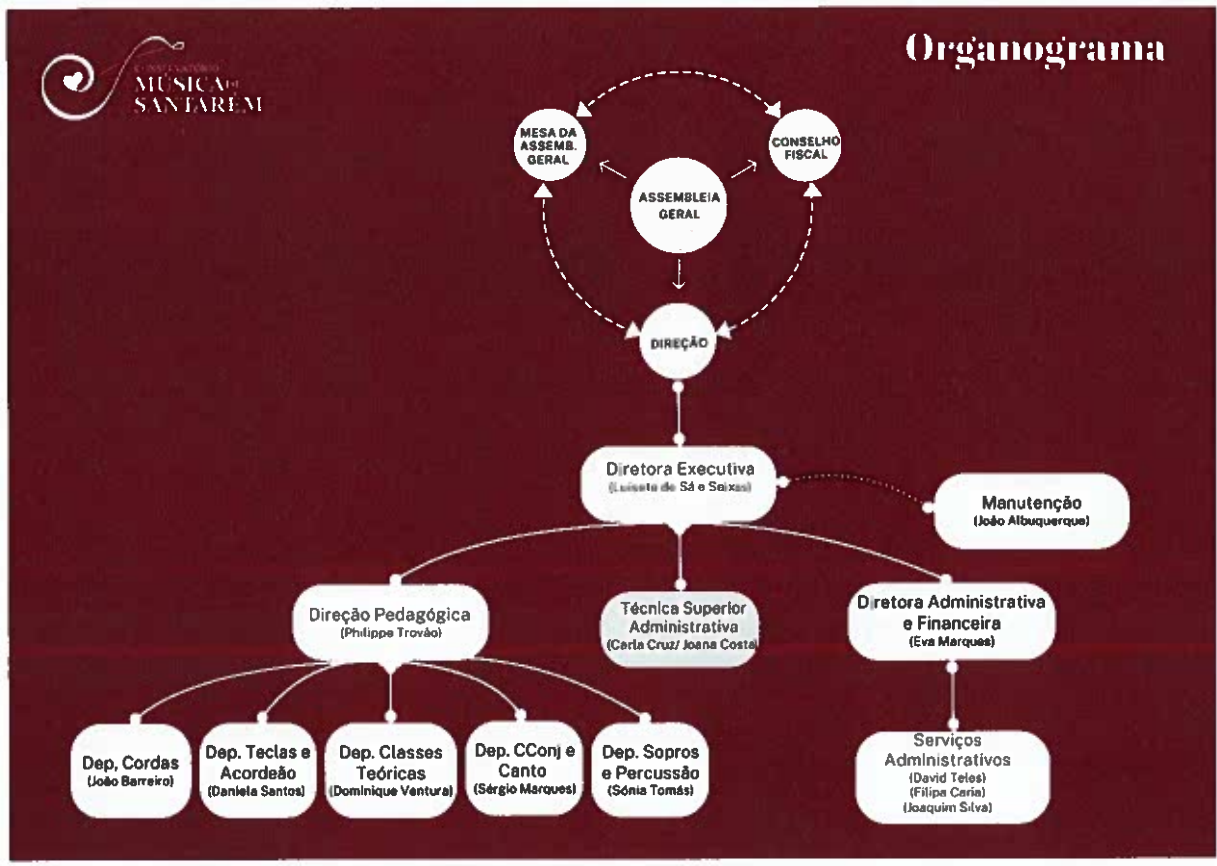 Organograma
CONSERVATÓRIO
MÚSICA DE
SANTARÉM
MESA DA
ASSEMB.
GERAL
CONSELHO
FISCAL
ASSEMBLEIA
GERAL
DIREÇÃO
Diretora Executiva
(Luisete de Sá e Seixas)
Manutenção
(João Albuquerque)
Direção Pedagógica
(Philippe Trovão)
Técnica Superior
Administrativa
(Carla Cruz/ Joana Costa)
Diretora Administrativa
e Financeira
(Eva Marques)
Dep, Cordas
(João Barreiro)
Dep. Teclas e
Acordeão
(Daniela Santos)
Dep. Classes
Teóricas
(Dominique Ventura)
Dep. CConj e
Canto
(Sérgio Marques)
Dep. Sopros
e Percussão
(Sónia Tomás)
Serviços
Administrativos
(David Teles)
(Filipa Caria)
(Joaquim Silva)